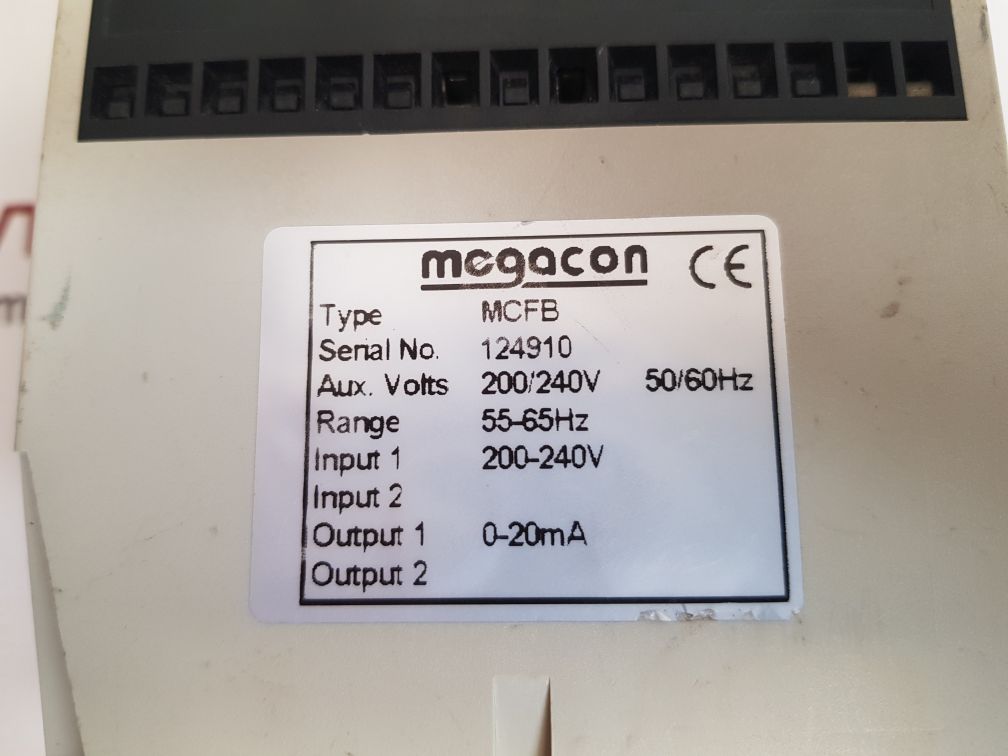 megacon CE
Type MCFB
Serial No. 124910
Aux. Volts 200/240V 50/60Hz
Range 55-65Hz
Input 1 200-240V
Input 2
Output 1 0-20mA
Output 2